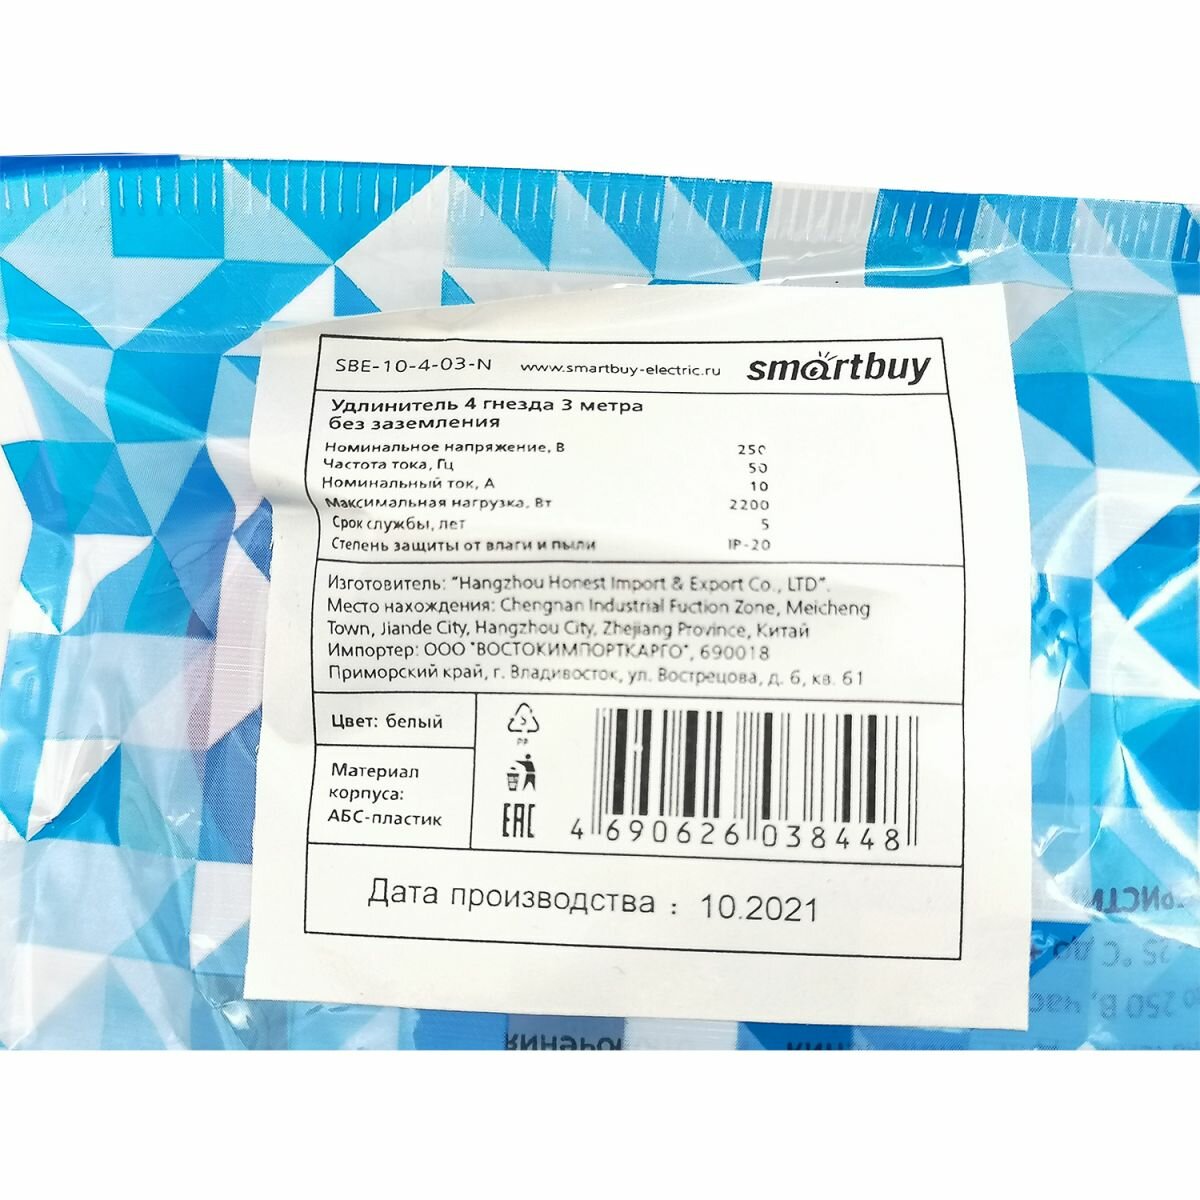 SBE-10-4-03-N www.smartbuy-electric.ru smartbuy
Удлинитель 4 гнезда 3 метра
без заземления
Номинальное напряжение, В 250
Частота тока, Гц 50
Номинальный ток, А 10
Максимальная нагрузка, Вт 2200
Срок службы, лет 5
Степень защиты от влаги и пыли IP-20
Изготовитель: "Hangzhou Honest Import & Export Co., LTD".
Место нахождения: Chengnan Industrial Fuction Zone, Meicheng
Town, Jiande City, Hangzhou City, Zhejiang Province, Китай
Импортер: ООО "ВОСТОКИМПОРТКАРГО", 690018
Приморский край, г. Владивосток, ул. Вострецова, д. 6, кв. 61
Цвет: белый
Материал
корпуса:
АБС-пластик
5
PP
EAC
4 690626 038448
Дата производства : 10.2021